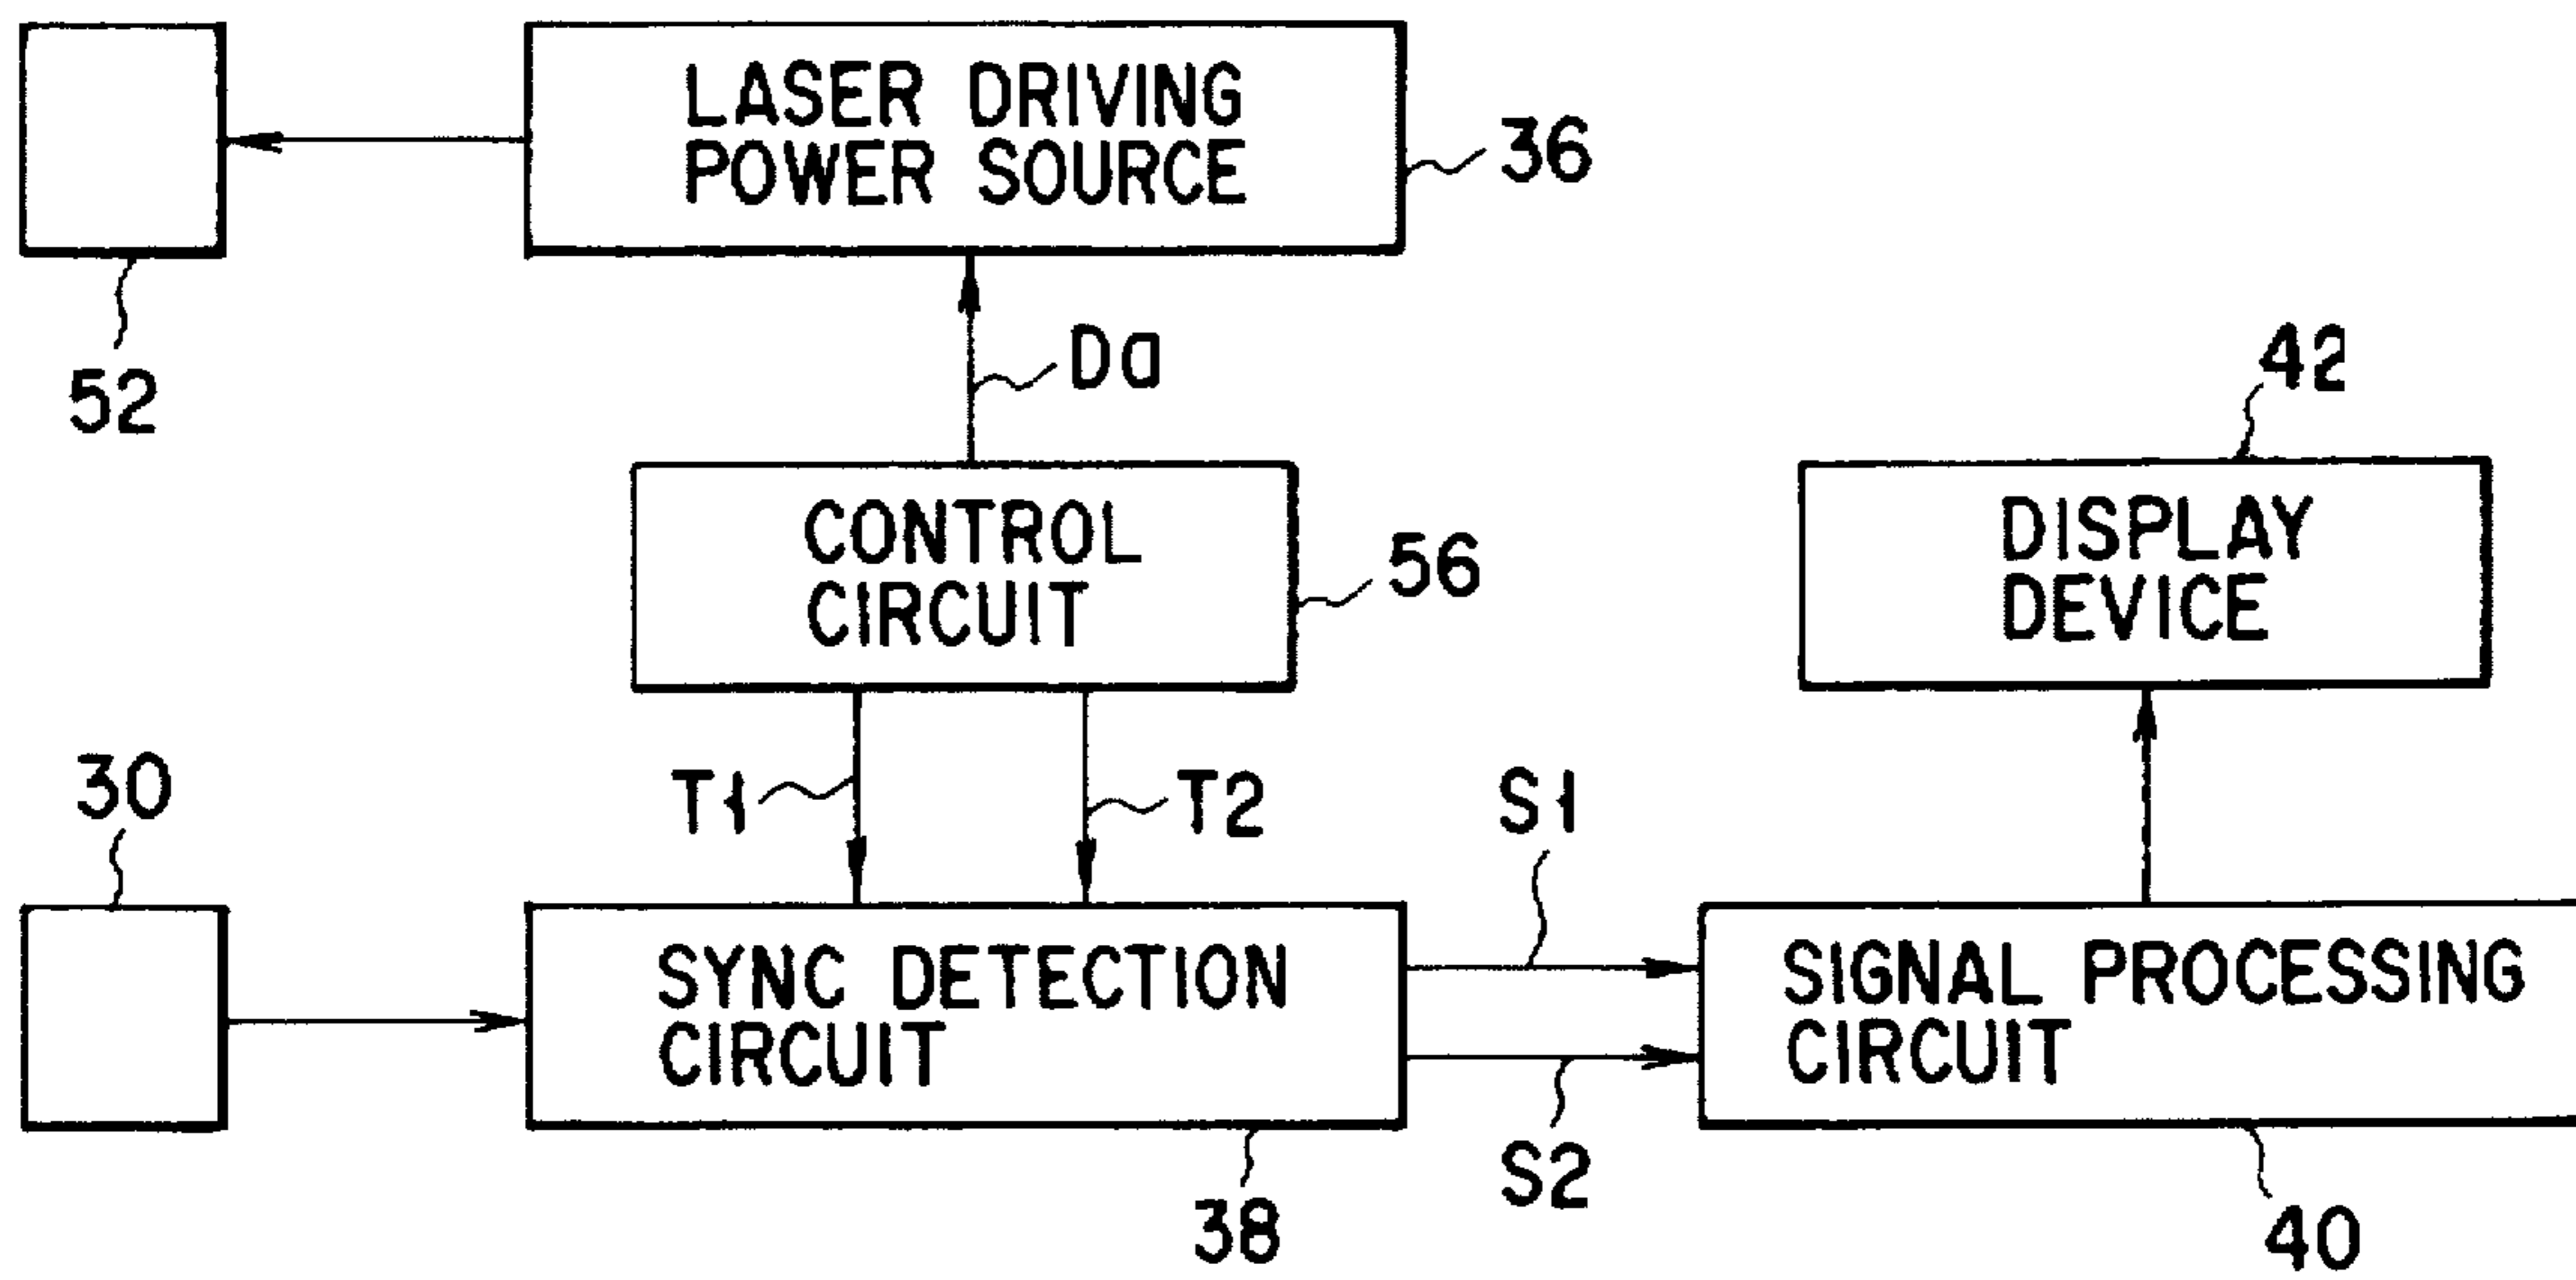 LASER DRIVING
POWER SOURCE
36
52
Da
42
CONTROL
CIRCUIT
56
DISPLAY
DEVICE
30
T1
T2
S1
SYNC DETECTION
CIRCUIT
SIGNAL PROCESSING
CIRCUIT
S2
38
40